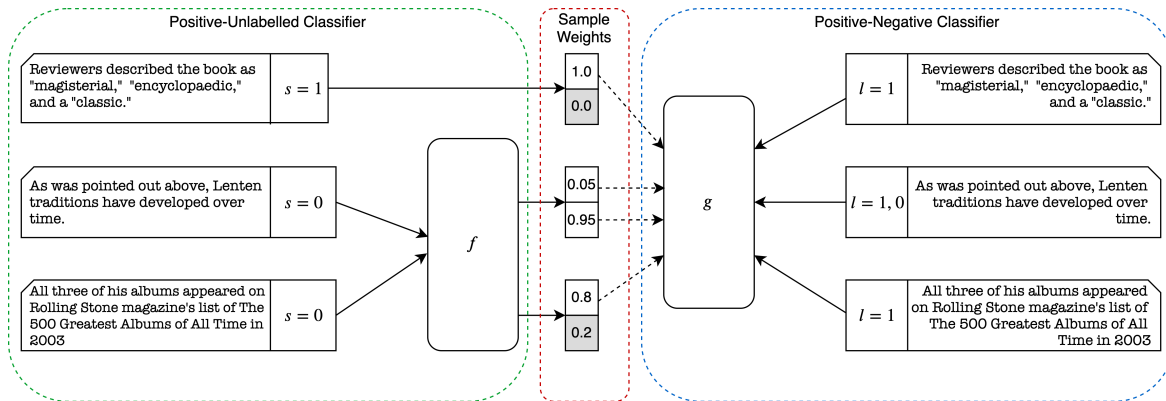 Positive-Unlabelled Classifier
Sample
Weights
Positive-Negative Classifier
Reviewers described the book as
"magisterial," "encyclopaedic,"
and a "classic."
s = 1
1.0
0.0
l = 1
Reviewers described the book as
"magisterial," "encyclopaedic,"
and a "classic."
As was pointed out above, Lenten
traditions have developed over
time.
s = 0
f
0.05
0.95
g
l = 1, 0
As was pointed out above, Lenten
traditions have developed over
time.
All three of his albums appeared on
Rolling Stone magazine's list of The
500 Greatest Albums of All Time in
2003
s = 0
0.8
0.2
l = 1
All three of his albums appeared
on Rolling Stone magazine's list of
The 500 Greatest Albums of All
Time in 2003